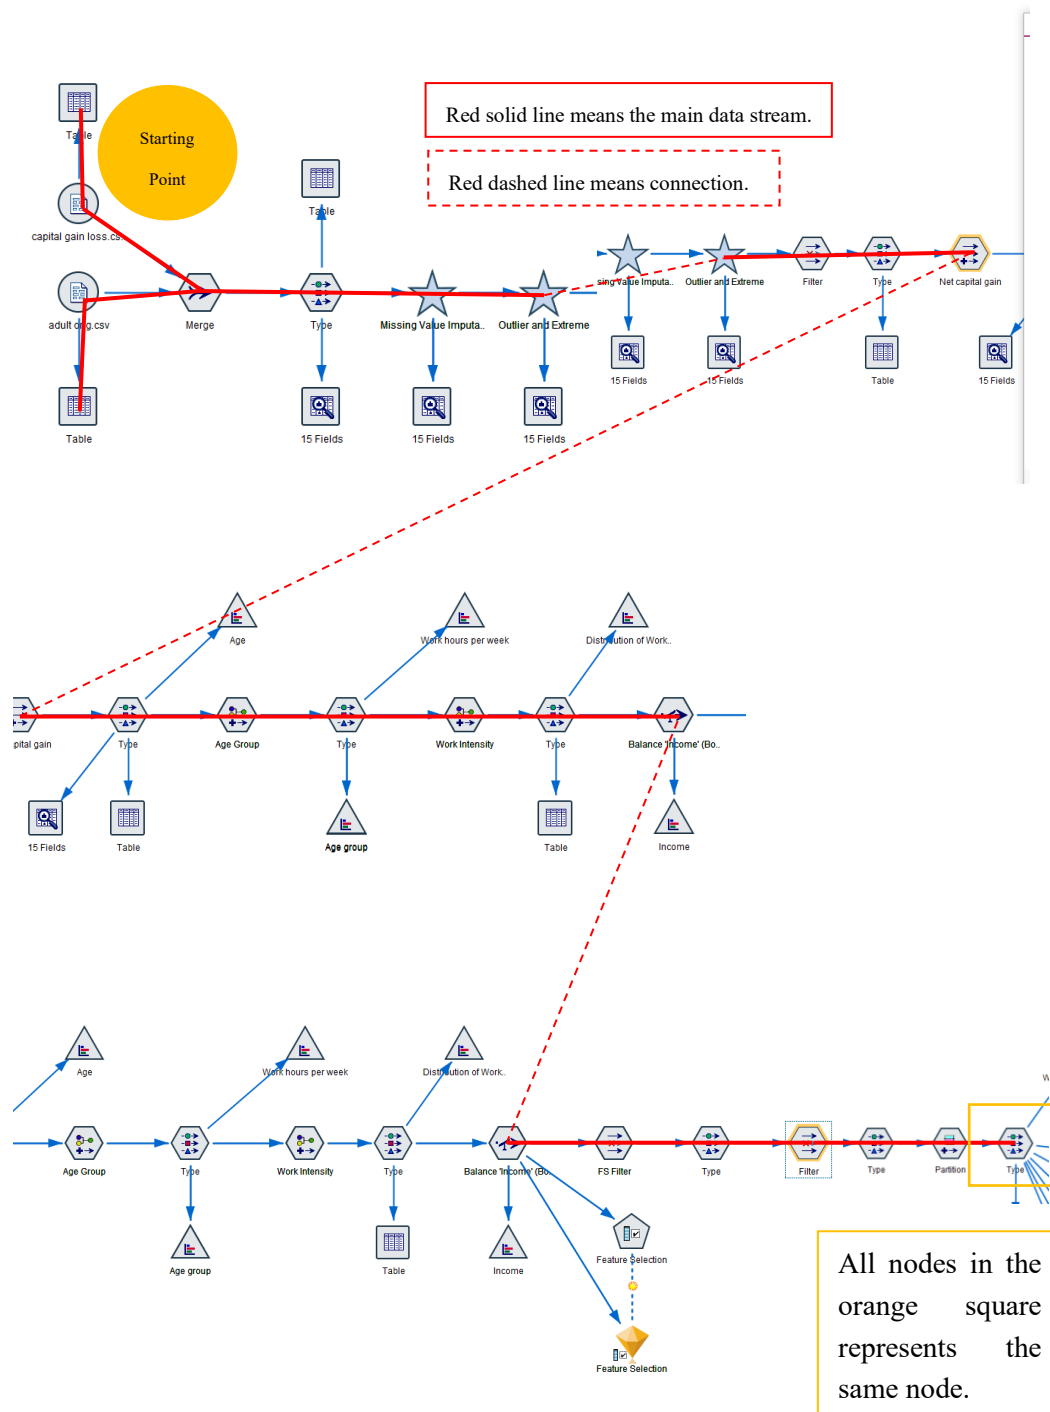 Starting
Point
Red solid line means the main data stream.
Red dashed line means connection.
Table
capital gain loss.cs
Table
adult org.csv
Merge
Type
Missing Value Imputa..
Outlier and Extreme
Table
15 Fields
15 Fields
15 Fields
sing Value Imputa..
Outlier and Extreme
Filter
Type
Net capital gain
15 Fields
15 Fields
Table
15 Fields
Age
Work hours per week
Distribution of Work..
pital gain
Type
Age Group
Type
Work Intensity
Type
Balance 'Income' (Bo..
15 Fields
Table
Age group
Table
Income
Age
Work hours per week
Distribution of Work..
W
Age Group
Type
Work Intensity
Type
Balance 'Income' (Bo..
FS Filter
Type
Filter
Type
Partition
Type
Age group
Table
Income
Feature Selection
Feature Selection
All nodes in the
orange square
represents the
same node.